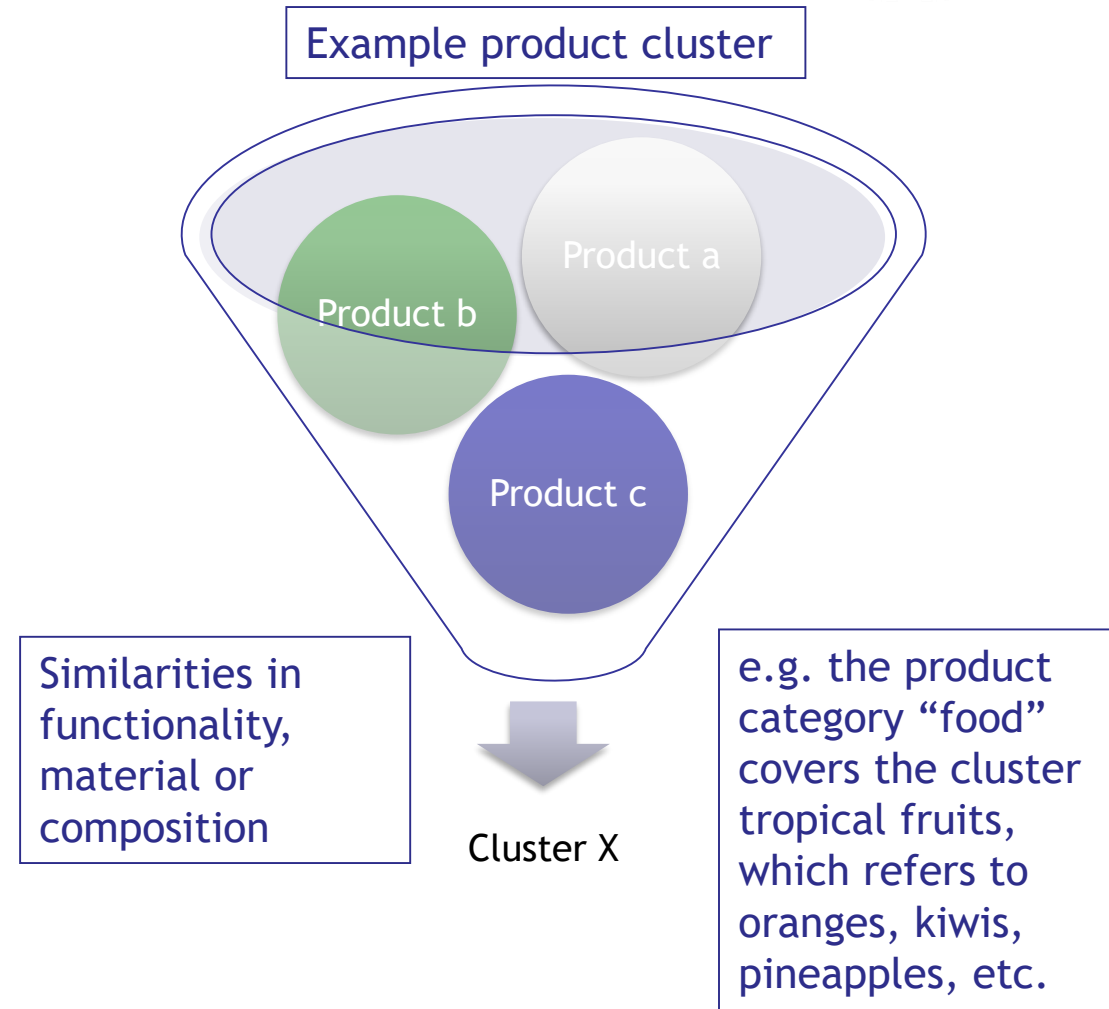 Example product cluster
Product a
Product b
Product c
Similarities in
functionality,
material or
composition
Cluster X
e.g. the product
category “food”
covers the cluster
tropical fruits,
which refers to
oranges, kiwis,
pineapples, etc.